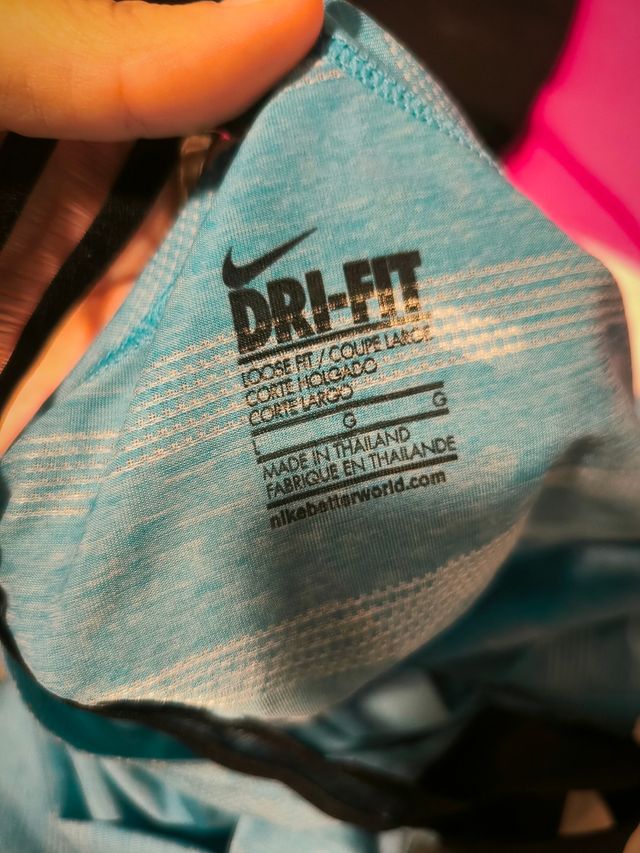 DRI-FIT
LOOSE FIT / COUPE LARGE
CORTE HOLGADO
CORTE LARGO
L G G
MADE IN THAILAND
FABRIQUE EN THAILANDE
nikebetterworld.com